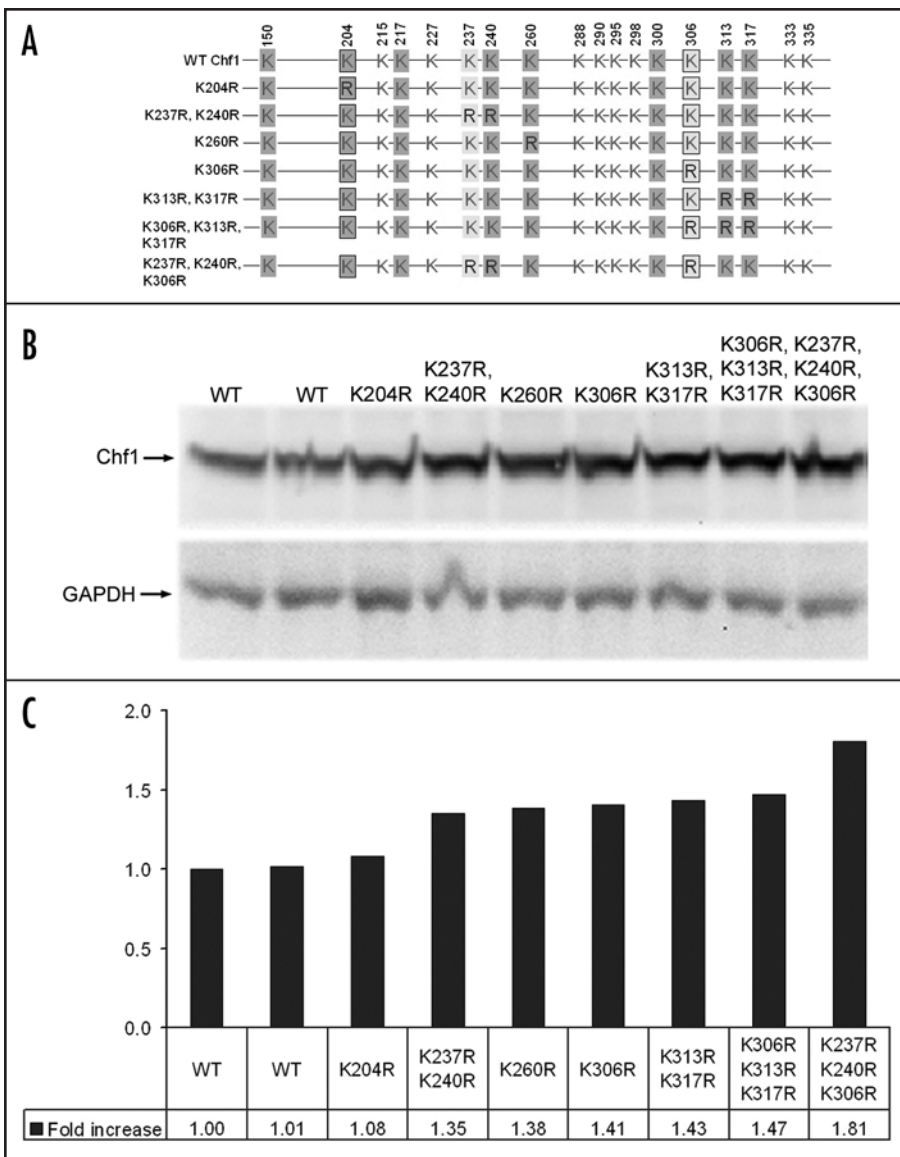 A
150 204 215 217 227 237 240 260 288 290 295 298 300 306 313 317 333 335
WT Chf1 K K K K K K K K K K K K K K K K K K
K204R K R K K K K K K K K K K K K K K K K
K237R, K240R K K K K K R R K K K K K K K K K K K
K260R K K K K K K K R K K K K K K K K K K
K306R K K K K K K K K K K K K K R K K K K
K313R, K317R K K K K K K K K K K K K K K R R K K
K306R, K313R, K317R K K K K K K K K K K K K K R R R K K
K237R, K240R, K306R K K K K K R R K K K K K K R K K K K
B
WT WT K204R K237R, K240R K260R K306R K313R, K317R K306R, K313R, K317R K237R, K240R, K306R
Chf1
GAPDH
C
2.0
1.5
1.0
0.5
0.0
WT WT K204R K237R K240R K260R K306R K313R K317R K306R K313R K317R K237R K240R K306R
Fold increase 1.00 1.01 1.08 1.35 1.38 1.41 1.43 1.47 1.81